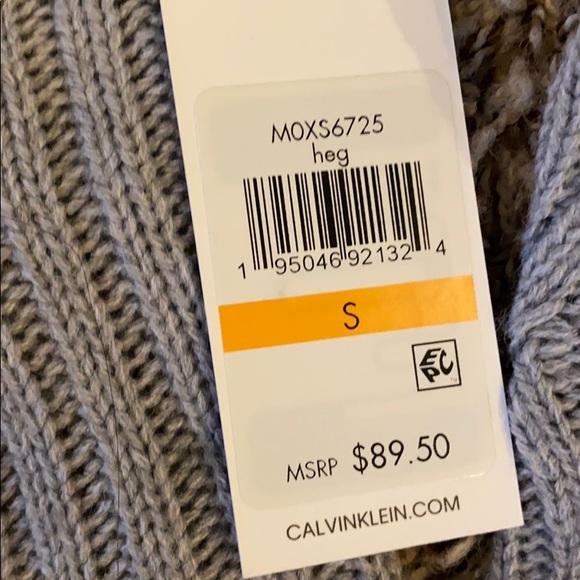 M0XS6725
heg
1 95046 92132 4
S
EPC
MSRP $89.50
CALVINKLEIN.COM